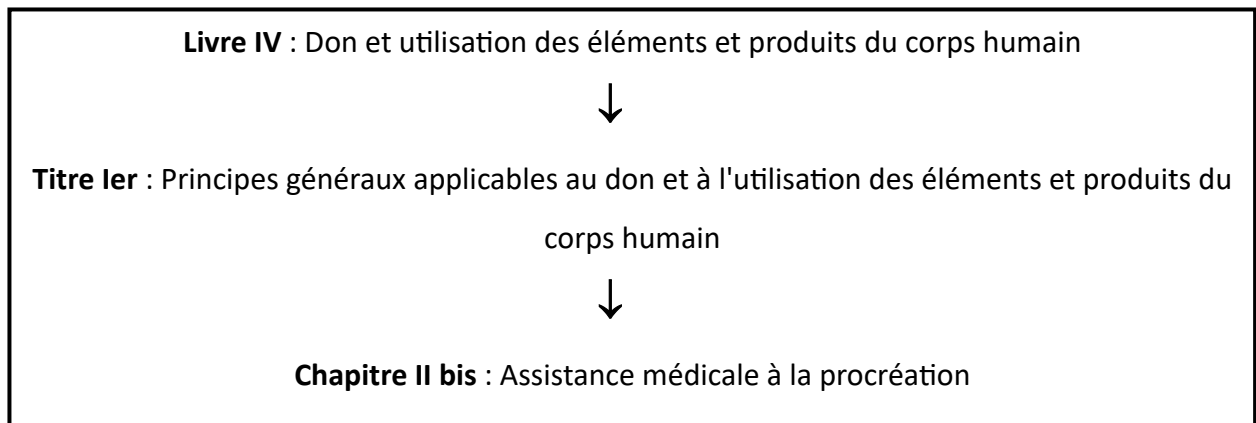 Livre IV : Don et utilisation des éléments et produits du corps humain
↓
Titre Ier : Principes généraux applicables au don et à l'utilisation des éléments et produits du
corps humain
↓
Chapitre II bis : Assistance médicale à la procréation